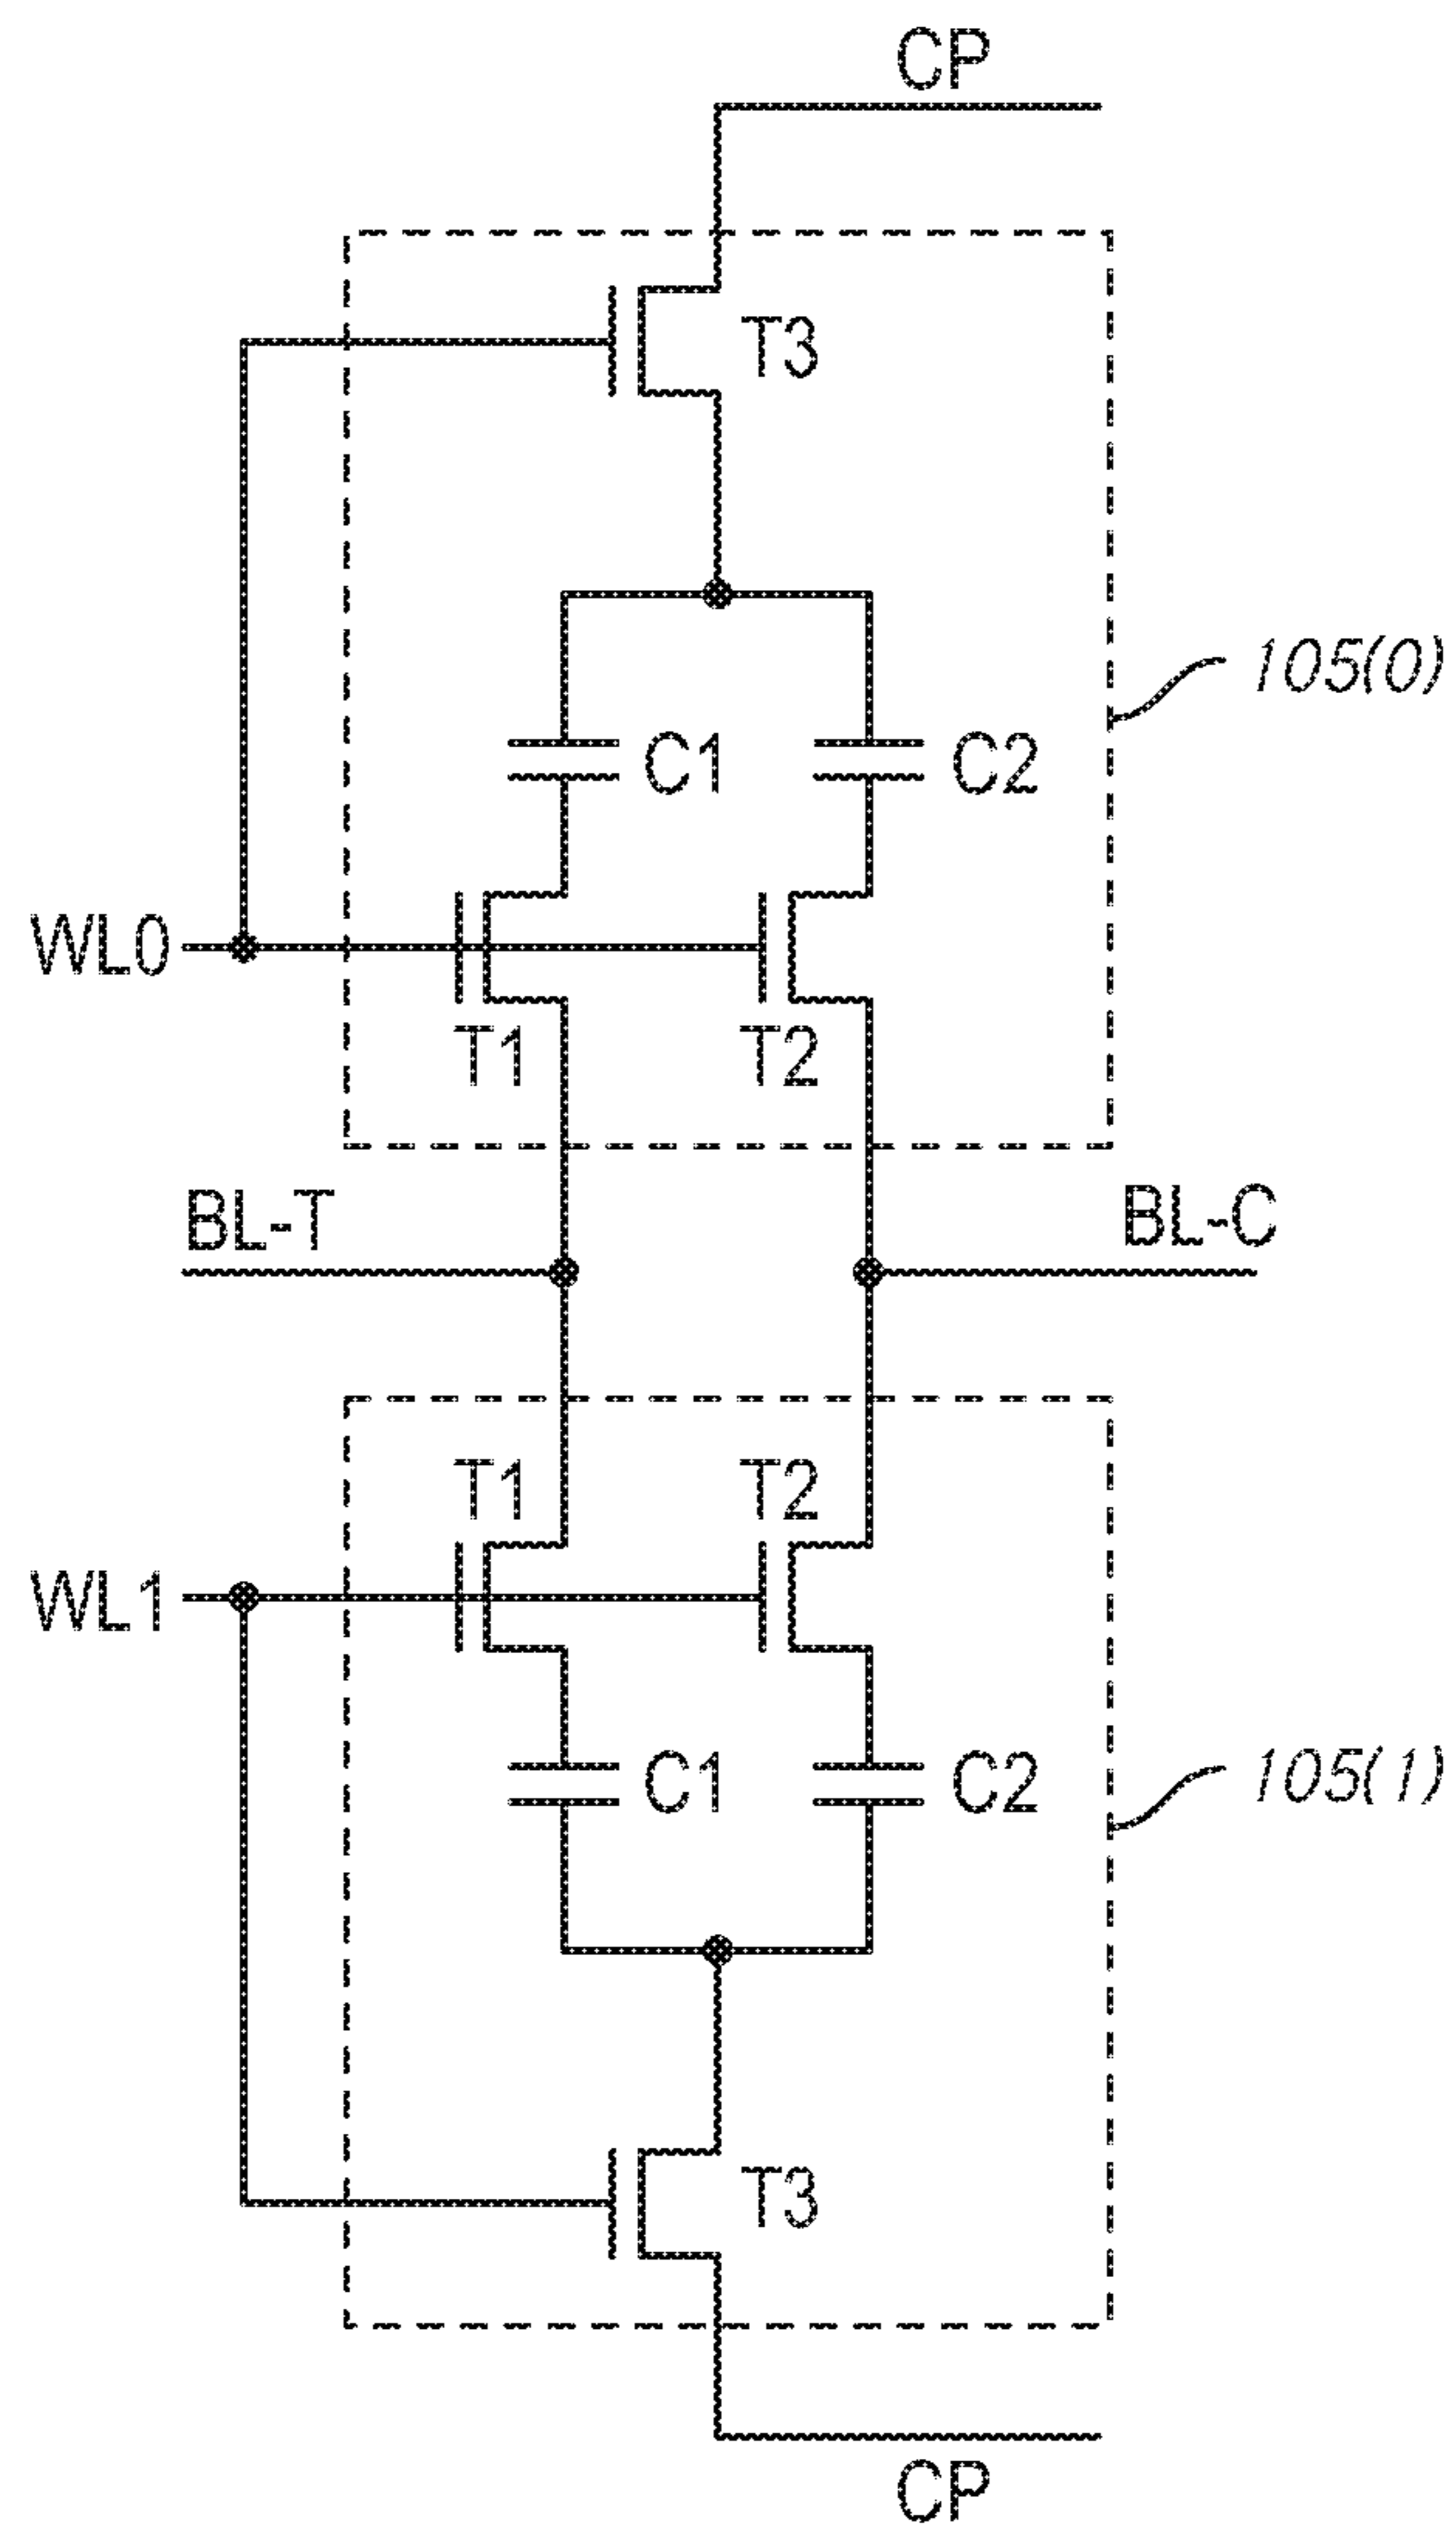 CP
T3
105(0)
C1 C2
WL0
T1 T2
BL-T BL-C
T1 T2
WL1
C1 C2
105(1)
T3
CP